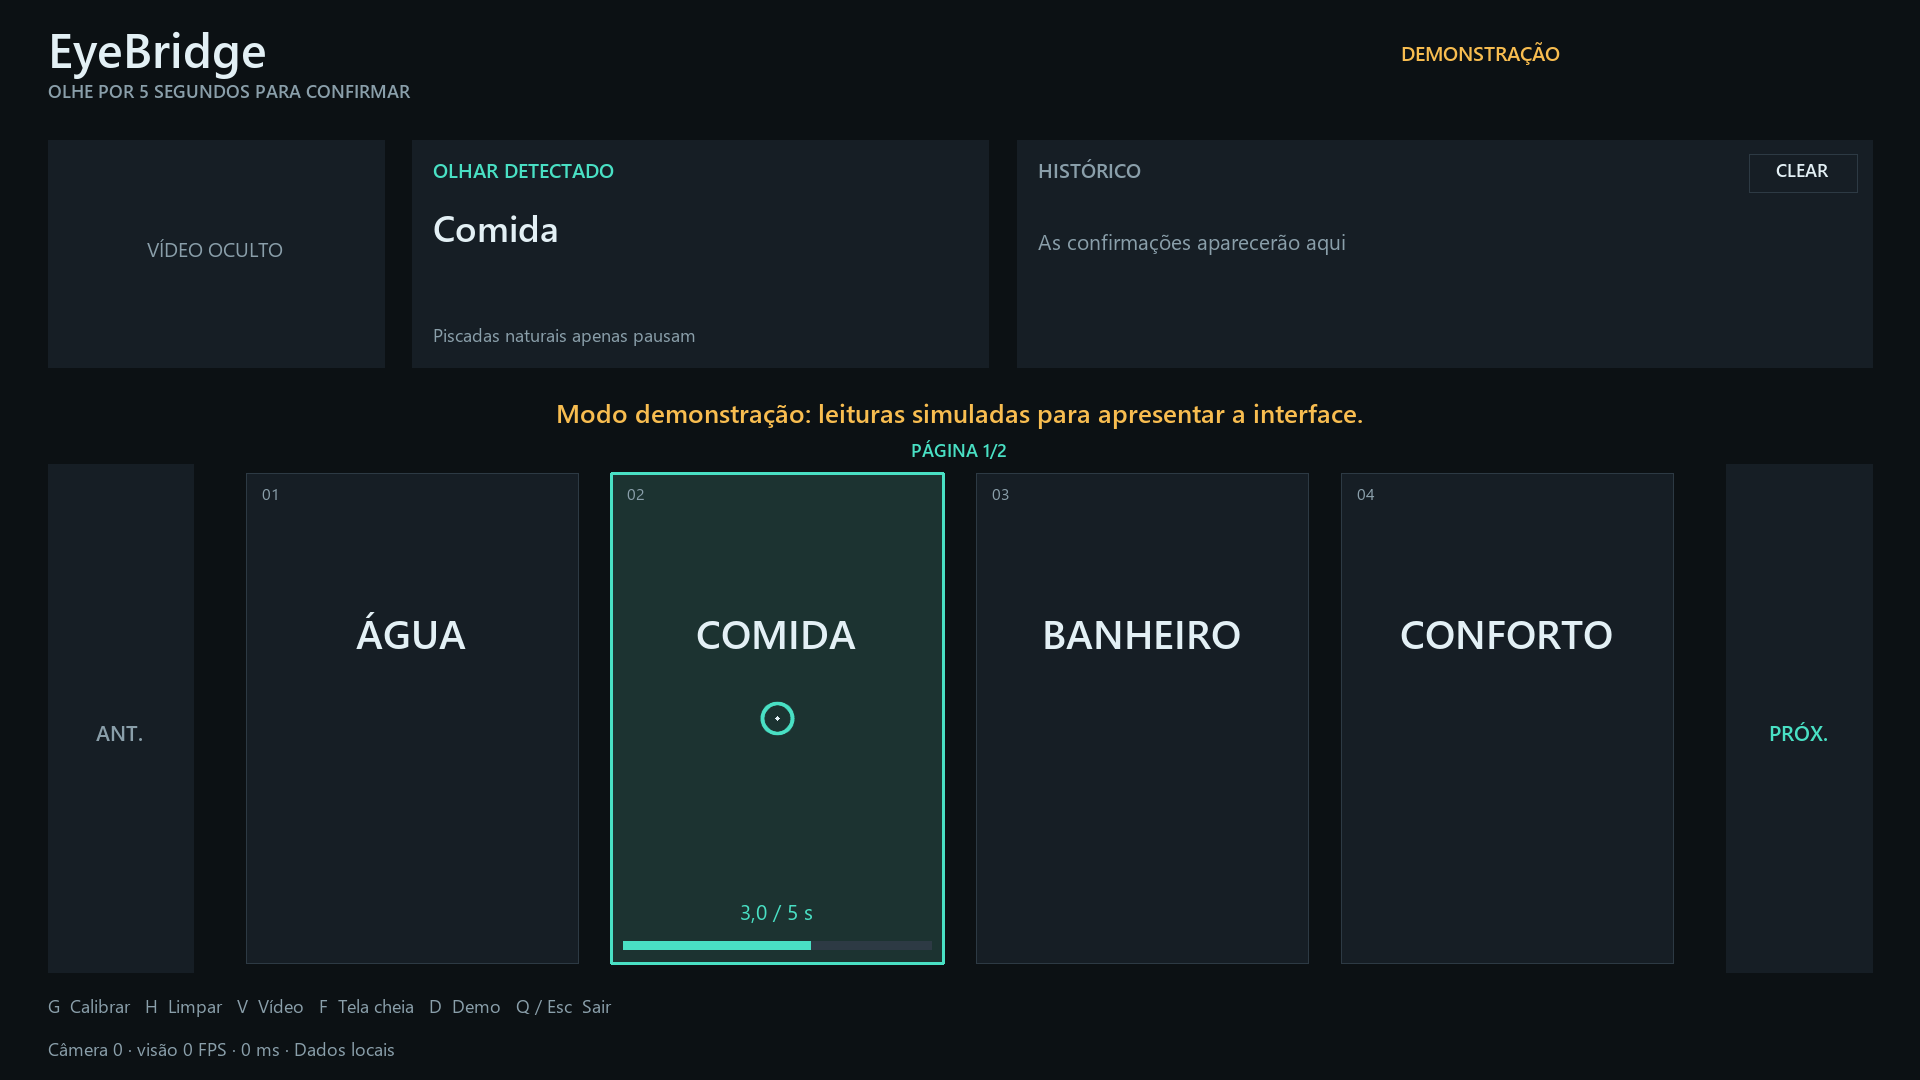 EyeBridge
OLHE POR 5 SEGUNDOS PARA CONFIRMAR
DEMONSTRAÇÃO
VÍDEO OCULTO
OLHAR DETECTADO
Comida
Piscadas naturais apenas pausam
HISTÓRICO
CLEAR
As confirmações aparecerão aqui
Modo demonstração: leituras simuladas para apresentar a interface.
PÁGINA 1/2
ANT.
01
ÁGUA
02
COMIDA
3,0 / 5 s
03
BANHEIRO
04
CONFORTO
PRÓX.
G Calibrar H Limpar V Vídeo F Tela cheia D Demo Q / Esc Sair
Câmera 0 · visão 0 FPS · 0 ms · Dados locais